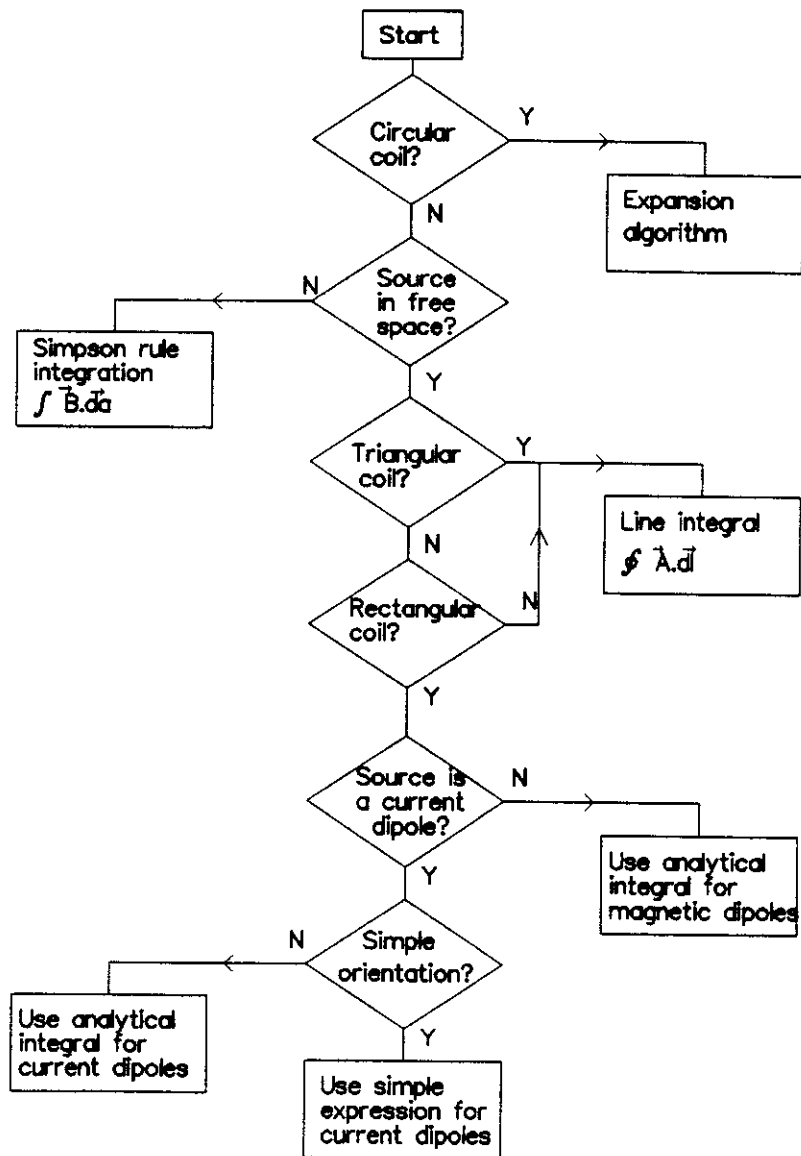 Start
Circular
coil?
Y
Expansion
algorithm
N
Source
in free
space?
N
Simpson rule
integration
∫ B⃗.da⃗
Y
Triangular
coil?
Y
Line integral
∮ A⃗.dl⃗
N
Rectangular
coil?
N
Y
Source is
a current
dipole?
N
Use analytical
integral for
magnetic dipoles
Y
Simple
orientation?
N
Use analytical
integral for
current dipoles
Y
Use simple
expression for
current dipoles